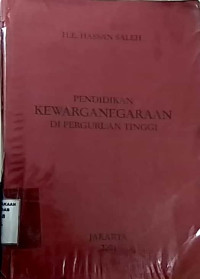 H.E. HASSAN SALEH
PENDIDIKAN
KEWARGANEGARAAN
DI PERGURUAN TINGGI
JAKARTA